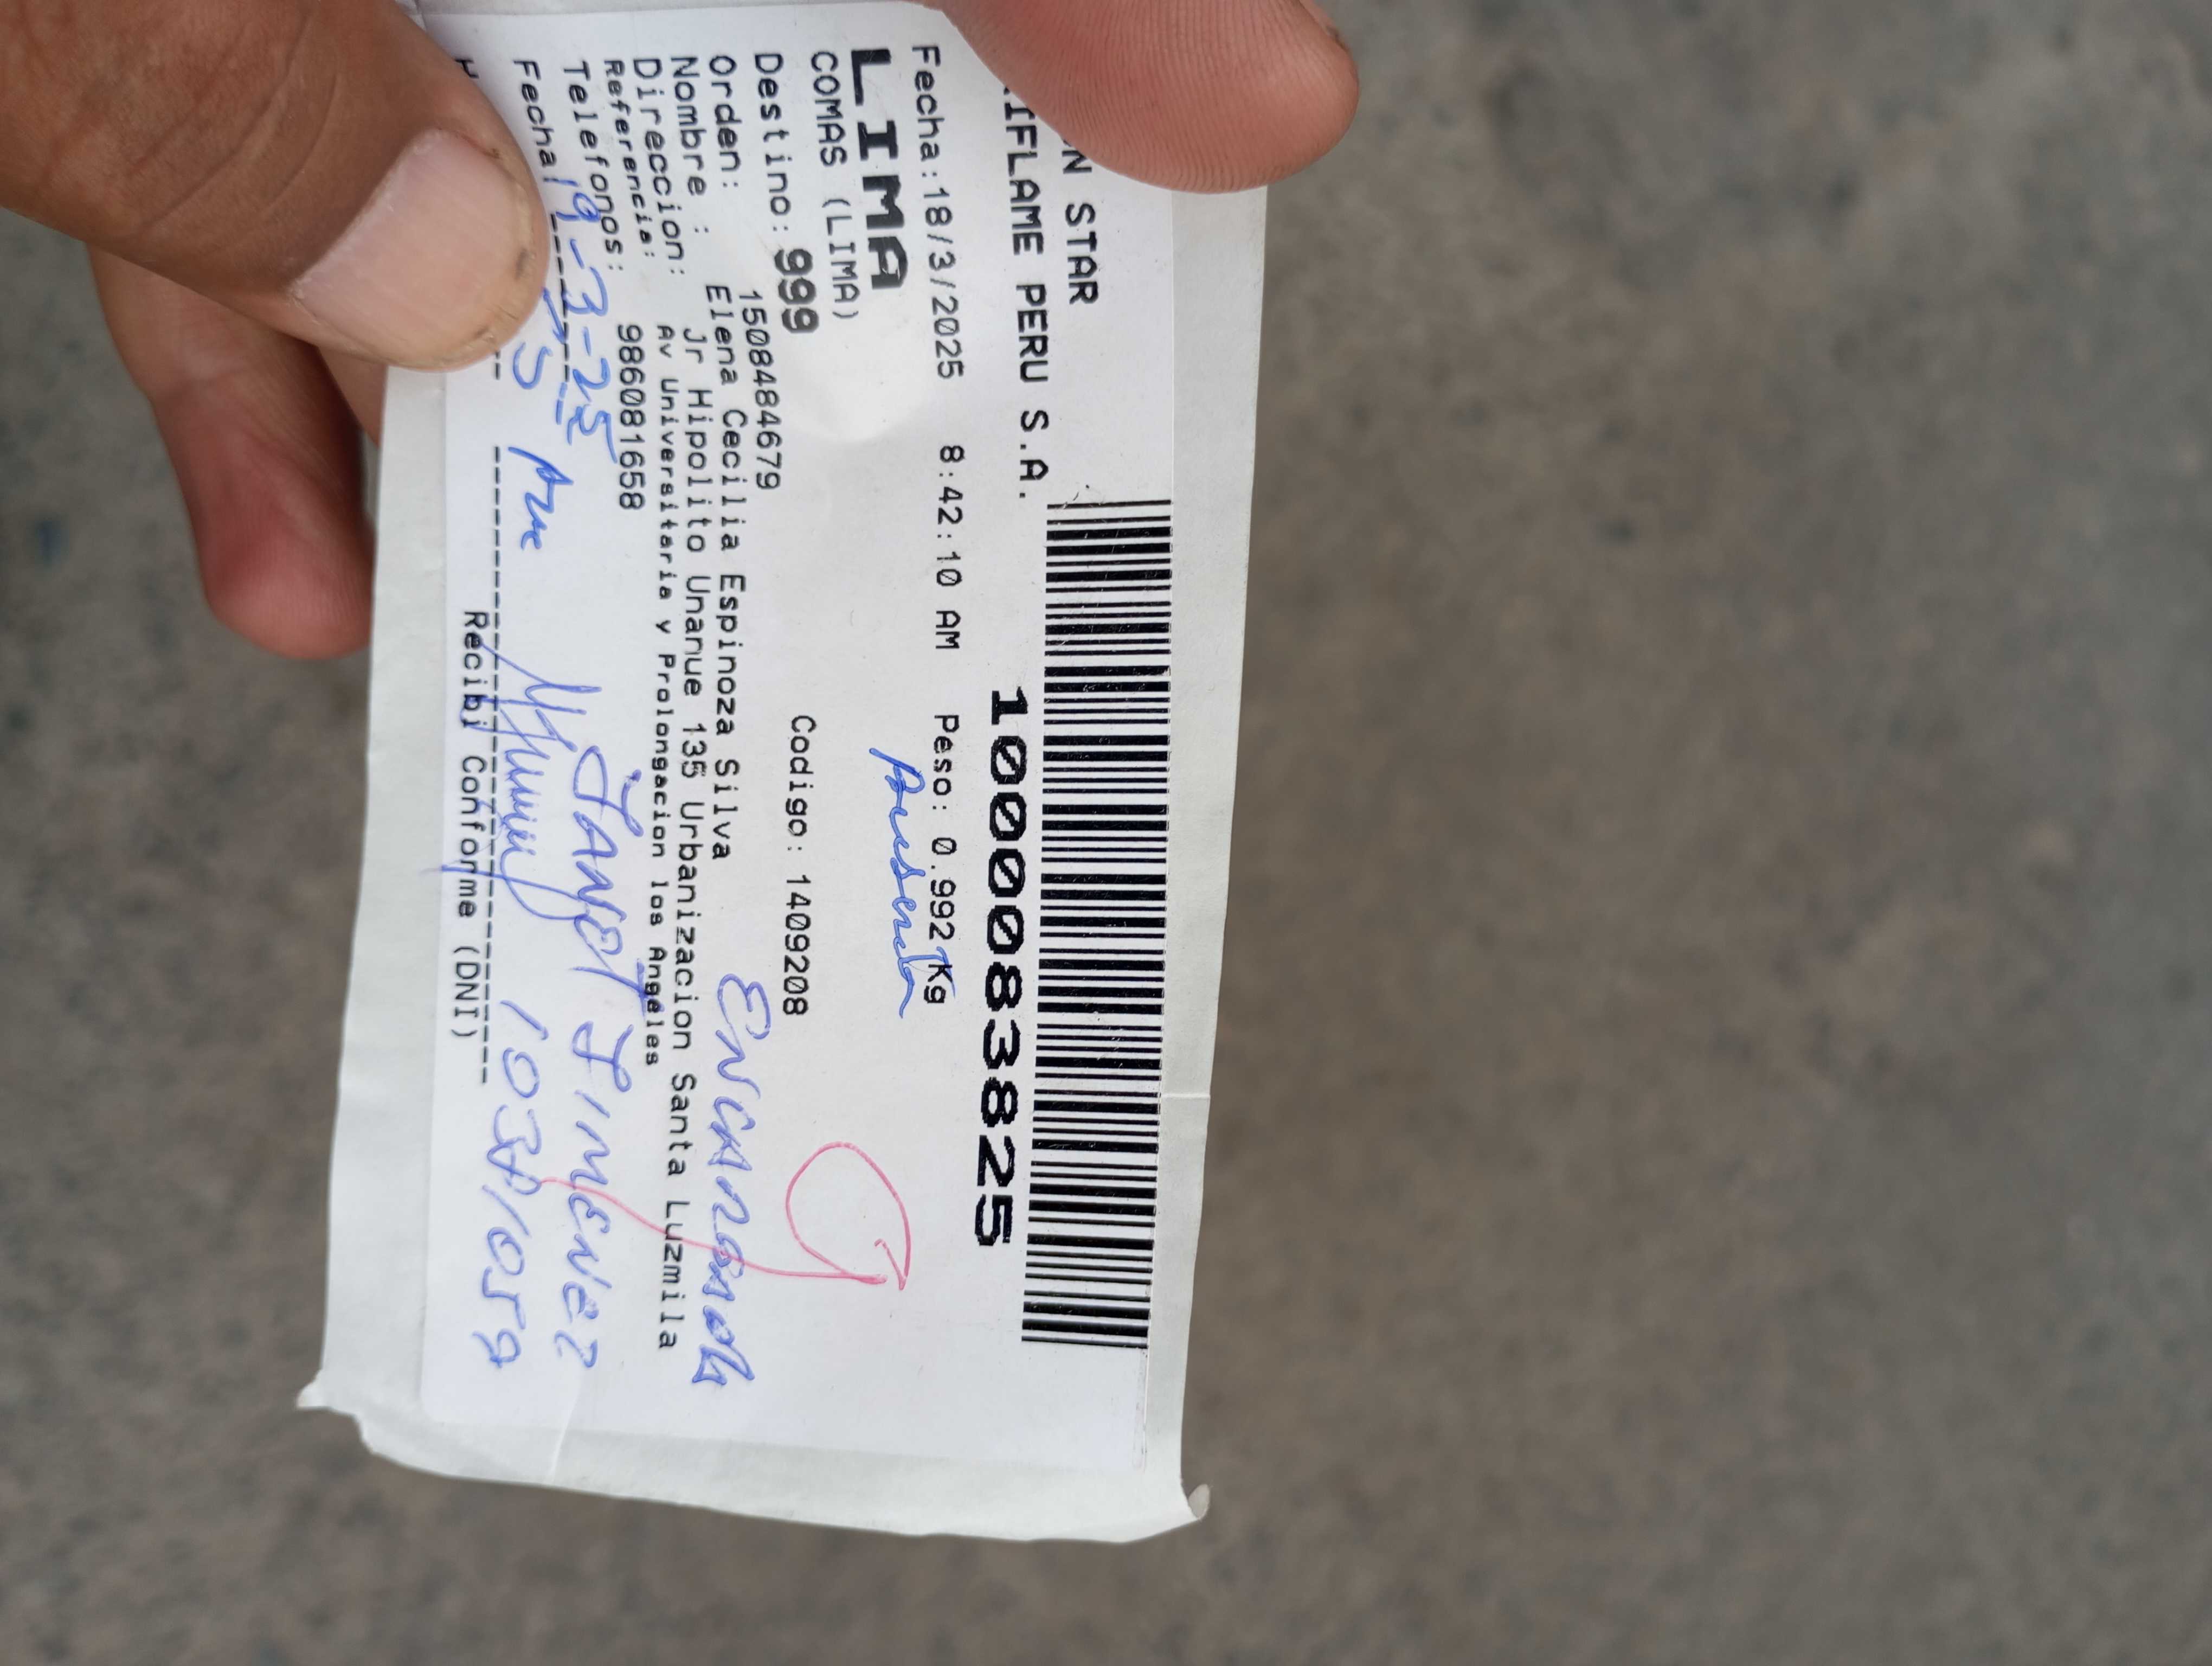 N STAR
IFLAME PERU S.A.
1000083825
Fecha:18/3/2025 8:42:10 AM Peso: 0.992 Kg
LIMA
Ausente
COMAS (LIMA)
Destino: 999 Codigo: 1409208
Orden: 1508484679
Nombre : Elena Cecilia Espinoza Silva
Encargada
Direccion: Jr Hipolito Unanue 135 Urbanizacion Santa Luzmila
Referencia: Av Universitaria y Prolongacion los Angeles
Telefonos: 986081658
Fecha: 19-3-25
Jimenez
Recibi Conforme (DNI)